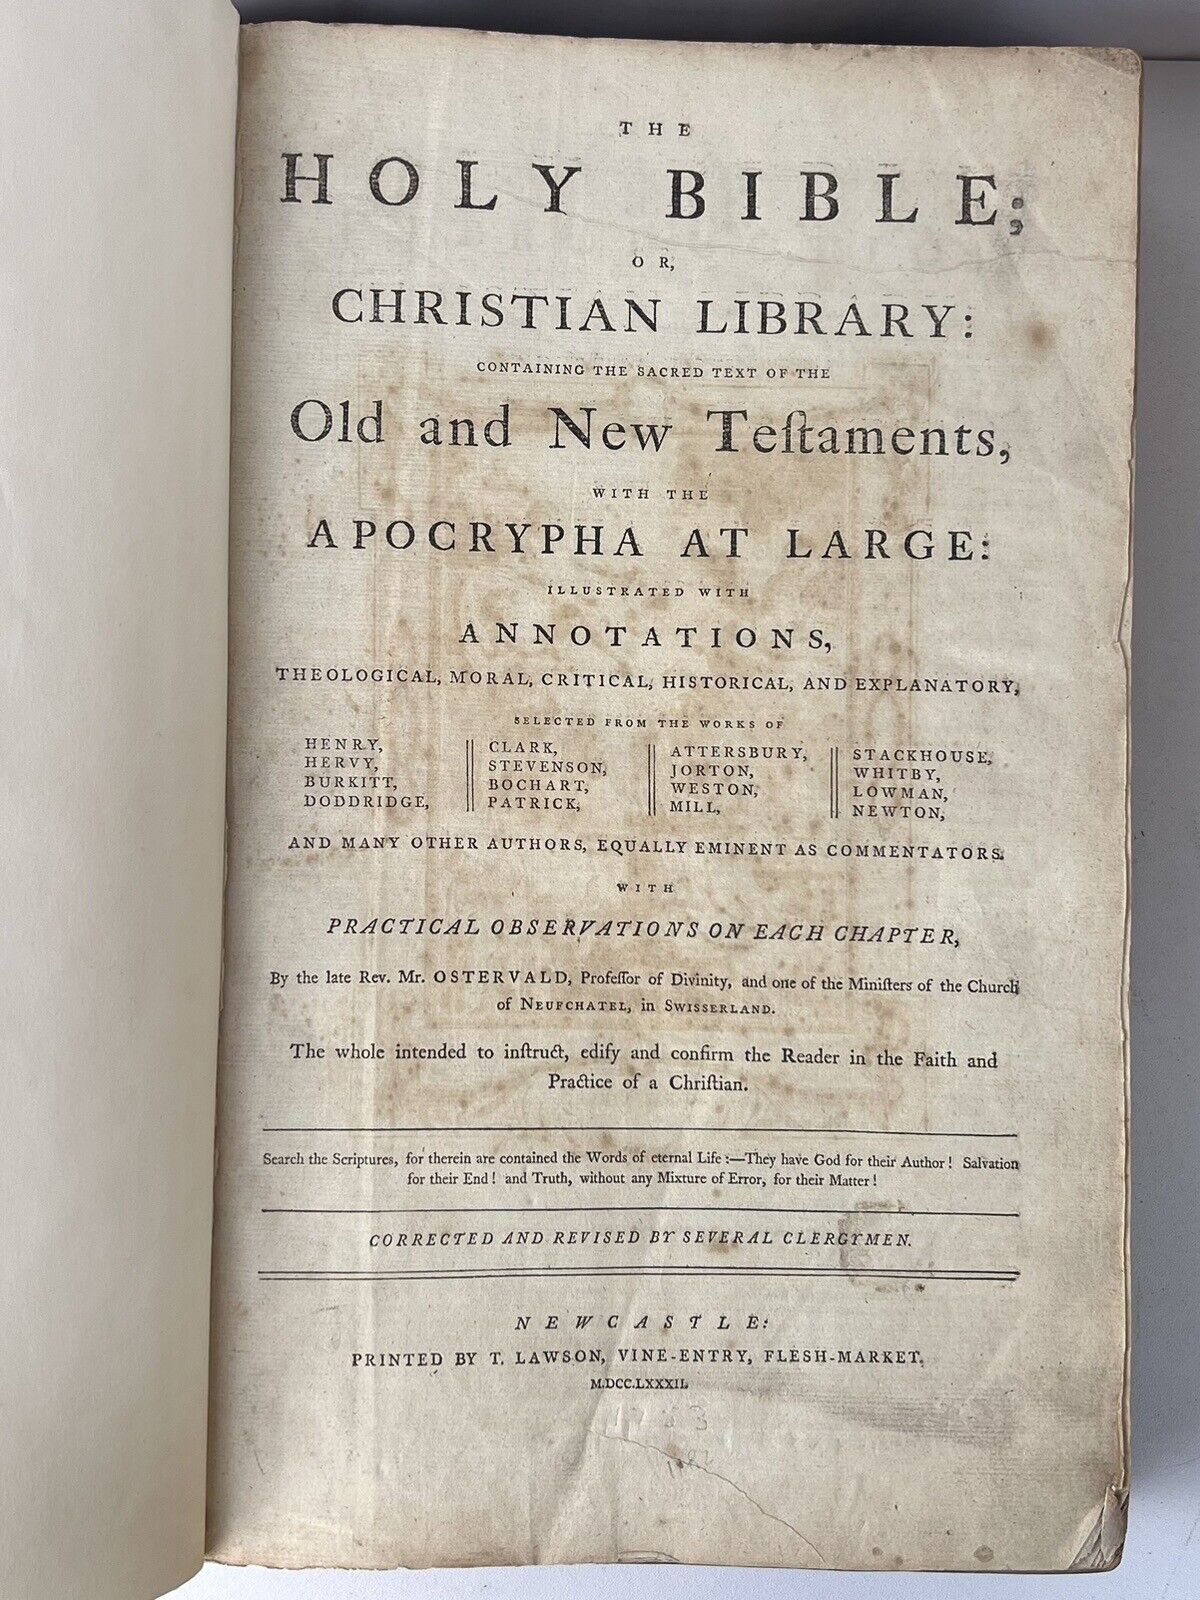 THE
HOLY BIBLE;
OR,
CHRISTIAN LIBRARY:
CONTAINING THE SACRED TEXT OF THE
Old and New Teſtaments,
WITH THE
APOCRYPHA AT LARGE:
ILLUSTRATED WITH
ANNOTATIONS,
THEOLOGICAL, MORAL, CRITICAL, HISTORICAL, AND EXPLANATORY,
SELECTED FROM THE WORKS OF
HENRY,
HERVY,
BURKITT,
DODDRIDGE,
CLARK,
STEVENSON,
BOCHART,
PATRICK,
ATTERSBURY,
JORTON,
WESTON,
MILL,
STACKHOUSE,
WHITBY,
LOWMAN,
NEWTON,
AND MANY OTHER AUTHORS, EQUALLY EMINENT AS COMMENTATORS.
WITH
PRACTICAL OBSERVATIONS ON EACH CHAPTER,
By the late Rev. Mr. OSTERVALD, Profeſſor of Divinity, and one of the Miniſters of the Church
of NEUFCHATEL, in SWISSERLAND.
The whole intended to inſtruct, edify and confirm the Reader in the Faith and
Practice of a Chriſtian.
Search the Scriptures, for therein are contained the Words of eternal Life:—They have God for their Author! Salvation
for their End! and Truth, without any Mixture of Error, for their Matter!
CORRECTED AND REVISED BY SEVERAL CLERGYMEN.
NEWCASTLE:
PRINTED BY T. LAWSON, VINE-ENTRY, FLESH-MARKET.
M.DCC.LXXXII.